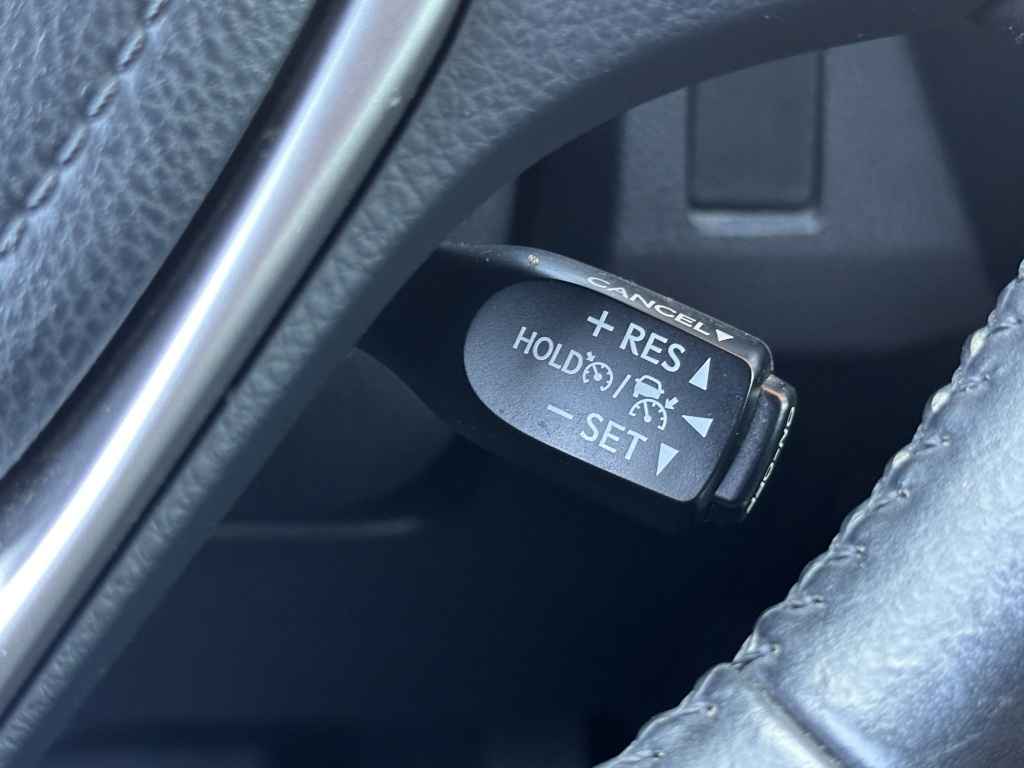 CANCEL
+ RES
HOLD /
− SET